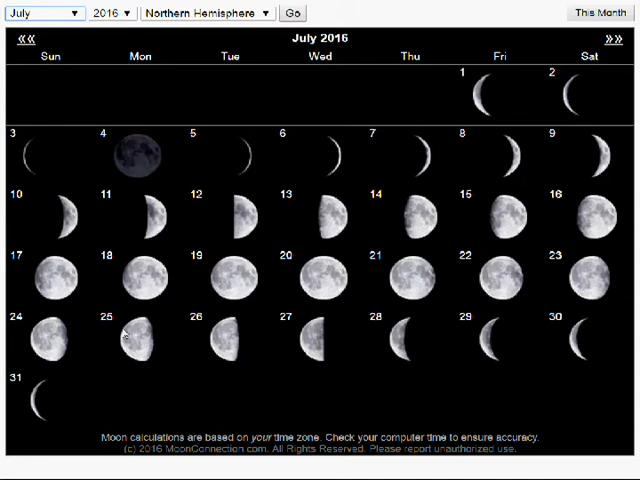 July 2016 Northern Hemisphere Go This Month
«« July 2016 »»
Sun Mon Tue Wed Thu Fri Sat
1 2
3 4 5 6 7 8 9
10 11 12 13 14 15 16
17 18 19 20 21 22 23
24 25 26 27 28 29 30
31
Moon calculations are based on your time zone. Check your computer time to ensure accuracy.
(c) 2016 MoonConnection.com. All Rights Reserved. Please report unauthorized use.